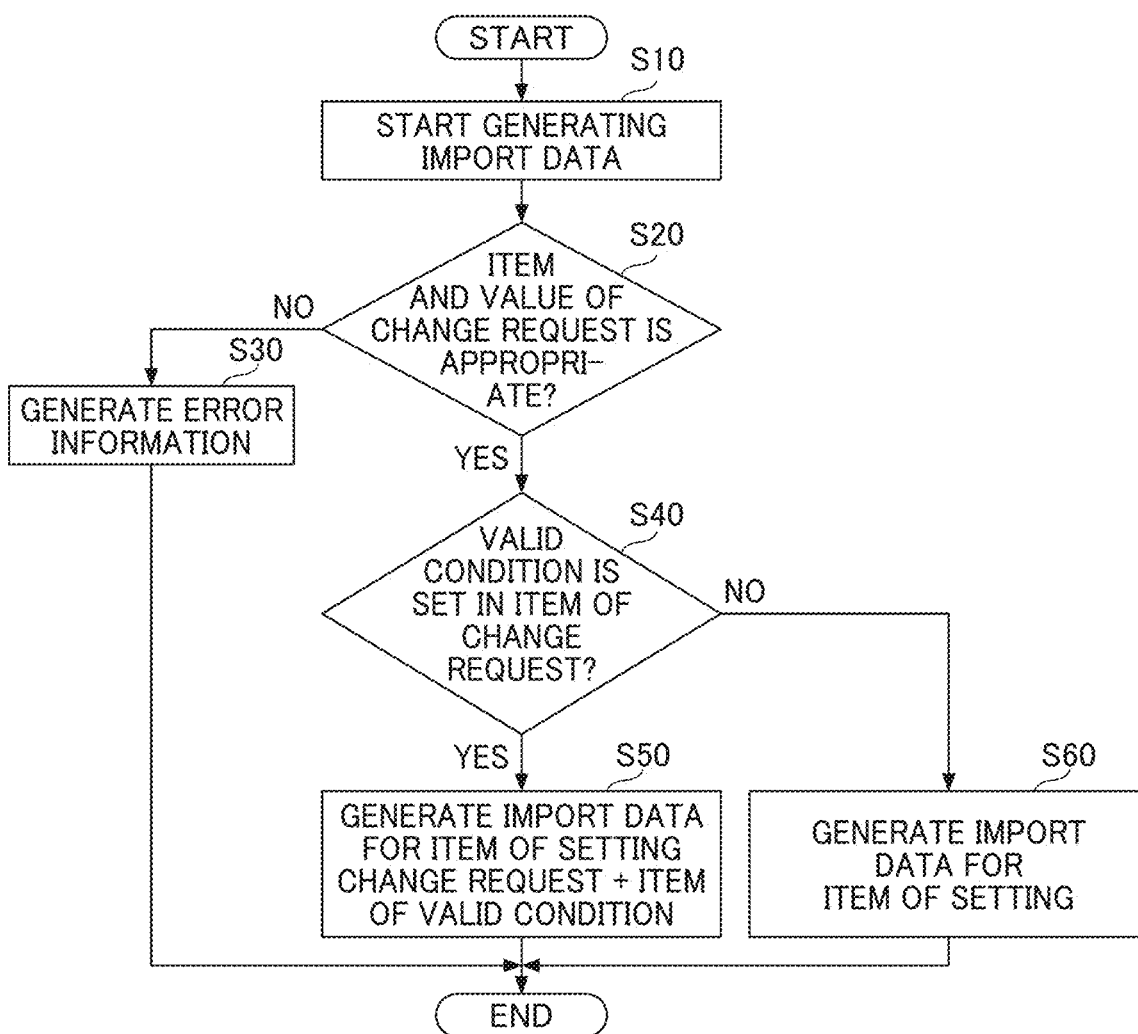 START
S10
START GENERATING
IMPORT DATA
S20
ITEM
AND VALUE OF
CHANGE REQUEST IS
APPROPRI-
ATE?
NO
S30
GENERATE ERROR
INFORMATION
YES
S40
VALID
CONDITION IS
SET IN ITEM OF
CHANGE
REQUEST?
NO
YES
S50
GENERATE IMPORT DATA
FOR ITEM OF SETTING
CHANGE REQUEST + ITEM
OF VALID CONDITION
S60
GENERATE IMPORT
DATA FOR
ITEM OF SETTING
END